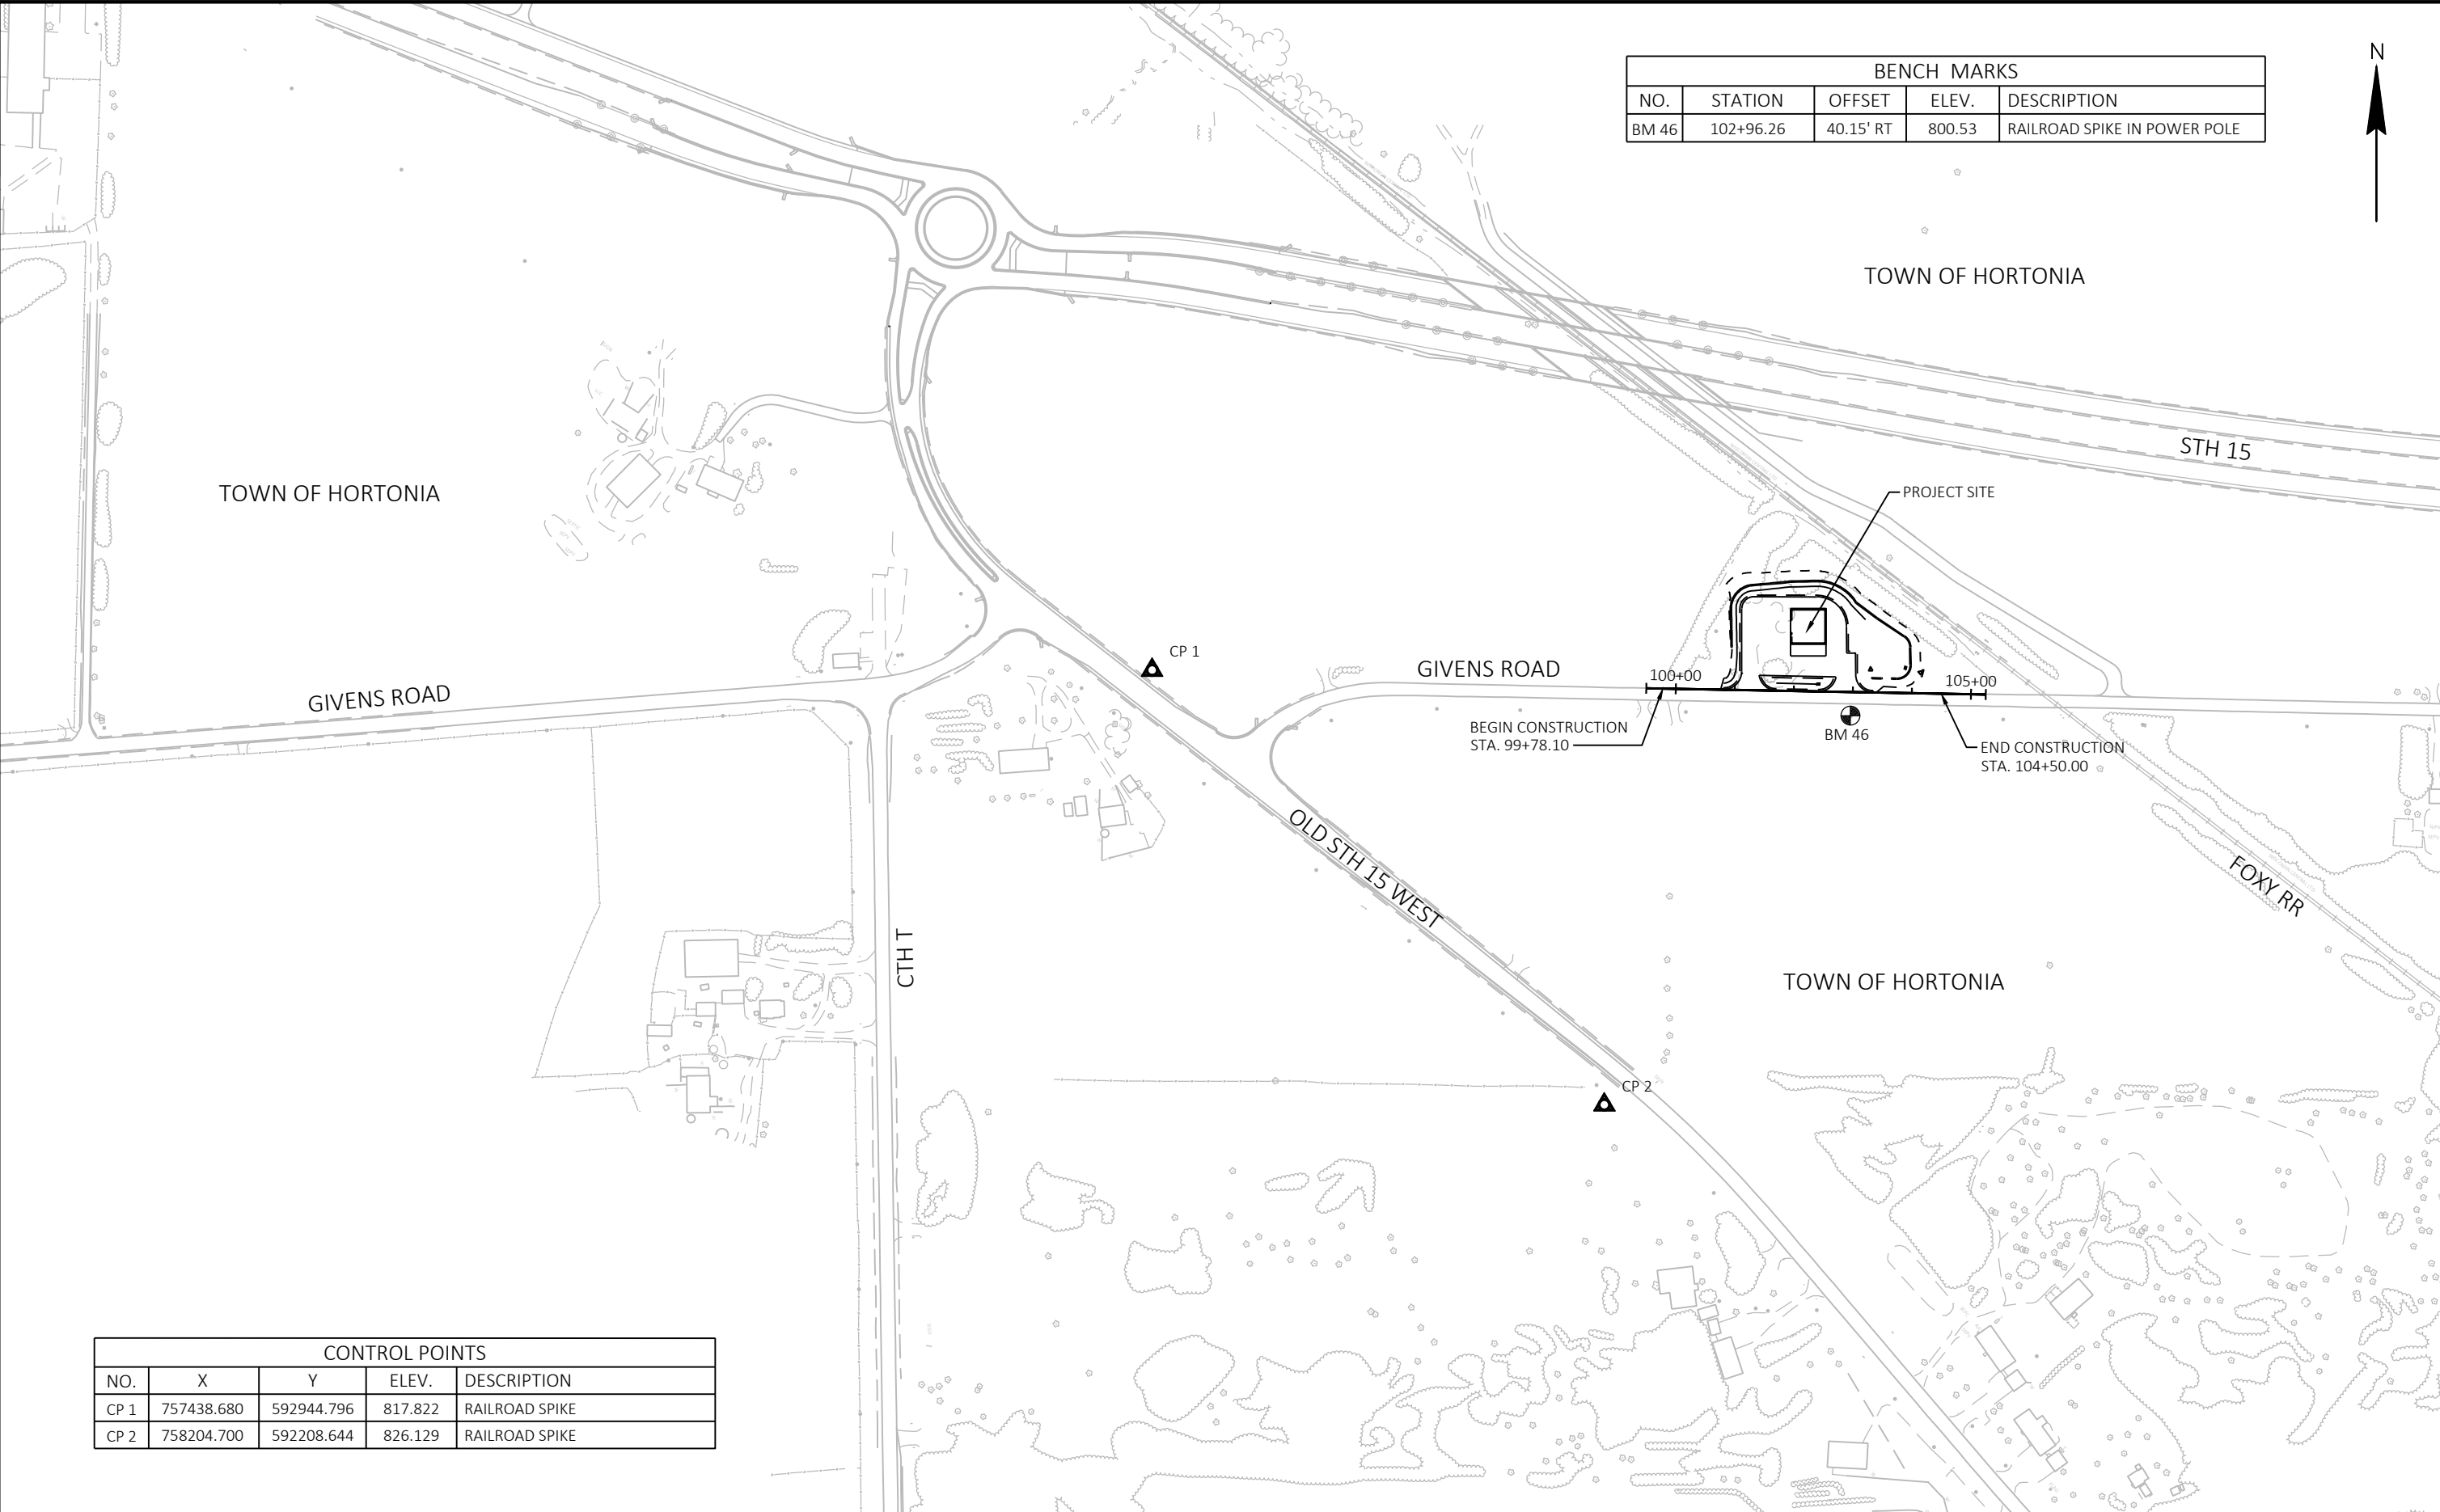 N
BENCH MARKS
NO. STATION OFFSET ELEV. DESCRIPTION
BM 46 102+96.26 40.15' RT 800.53 RAILROAD SPIKE IN POWER POLE
TOWN OF HORTONIA
STH 15
TOWN OF HORTONIA
PROJECT SITE
CP 1
GIVENS ROAD
100+00
105+00
GIVENS ROAD
BEGIN CONSTRUCTION
STA. 99+78.10
BM 46
END CONSTRUCTION
STA. 104+50.00
OLD STH 15 WEST
FOXY RR
CTH T
TOWN OF HORTONIA
CP 2
CONTROL POINTS
NO. X Y ELEV. DESCRIPTION
CP 1 757438.680 592944.796 817.822 RAILROAD SPIKE
CP 2 758204.700 592208.644 826.129 RAILROAD SPIKE